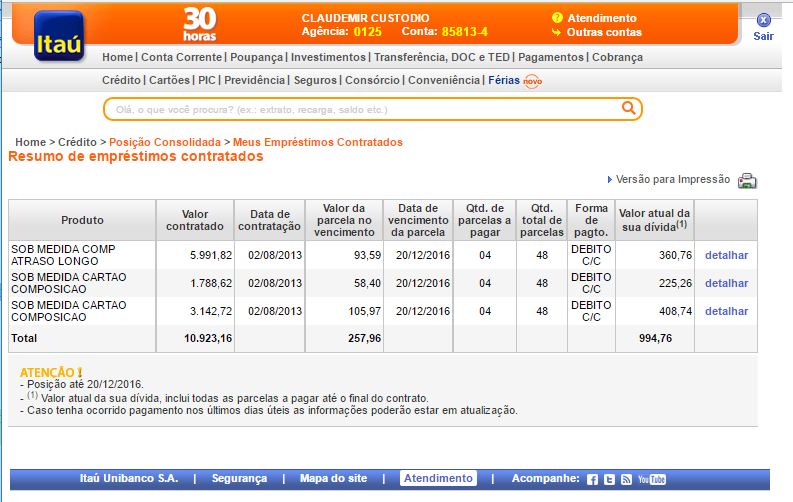 Itaú
30
horas
CLAUDEMIR CUSTODIO
Agência: 0125 Conta: 85813-4
Atendimento
Outras contas
Sair
Home | Conta Corrente | Poupança | Investimentos | Transferência, DOC e TED | Pagamentos | Cobrança
Crédito | Cartões | PIC | Previdência | Seguros | Consórcio | Conveniência | Férias novo
Olá, o que você procura? (ex.: extrato, recarga, saldo etc.)
Home > Crédito > Posição Consolidada > Meus Empréstimos Contratados
Resumo de empréstimos contratados
Versão para Impressão
Produto Valor contratado Data de contratação Valor da parcela no vencimento Data de vencimento da parcela Qtd. de parcelas a pagar Qtd. total de parcelas Forma de pagto. Valor atual da sua dívida(1)
SOB MEDIDA COMP ATRASO LONGO 5.991,82 02/08/2013 93,59 20/12/2016 04 48 DEBITO C/C 360,76 detalhar
SOB MEDIDA CARTAO COMPOSICAO 1.788,62 02/08/2013 58,40 20/12/2016 04 48 DEBITO C/C 225,26 detalhar
SOB MEDIDA CARTAO COMPOSICAO 3.142,72 02/08/2013 105,97 20/12/2016 04 48 DEBITO C/C 408,74 detalhar
Total 10.923,16 257,96 994,76
ATENCÃO !
- Posição até 20/12/2016.
- (1) Valor atual da sua dívida, inclui todas as parcelas a pagar até o final do contrato.
- Caso tenha ocorrido pagamento nos últimos dias úteis as informações poderão estar em atualização.
Itaú Unibanco S.A. | Segurança | Mapa do site | Atendimento | Acompanhe: f t YouTube